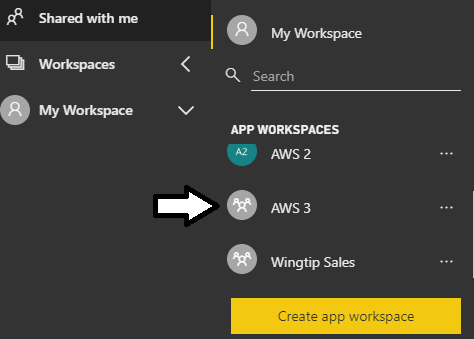 Shared with me
Workspaces
My Workspace
My Workspace
Search
APP WORKSPACES
A2 AWS 2 ...
AWS 3 ...
Wingtip Sales ...
Create app workspace